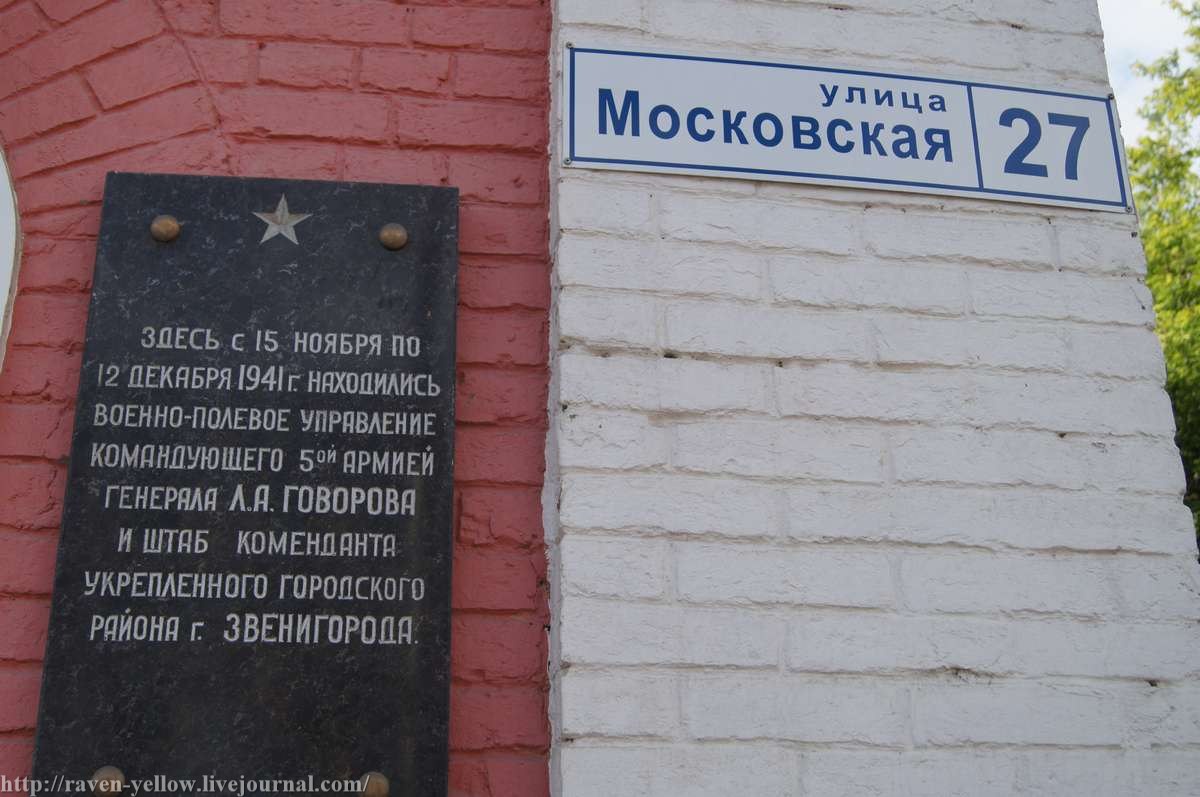 улица
Московская 27
ЗДЕСЬ с 15 НОЯБРЯ ПО
12 ДЕКАБРЯ 1941 г. НАХОДИЛИСЬ
ВОЕННО-ПОЛЕВОЕ УПРАВЛЕНИЕ
КОМАНДУЮЩЕГО 5ОЙ АРМИЕЙ
ГЕНЕРАЛА Л.А. ГОВОРОВА
И ШТАБ КОМЕНДАНТА
УКРЕПЛЕННОГО ГОРОДСКОГО
РАЙОНА г. ЗВЕНИГОРОДА.
http://raven-yellow.livejournal.com/